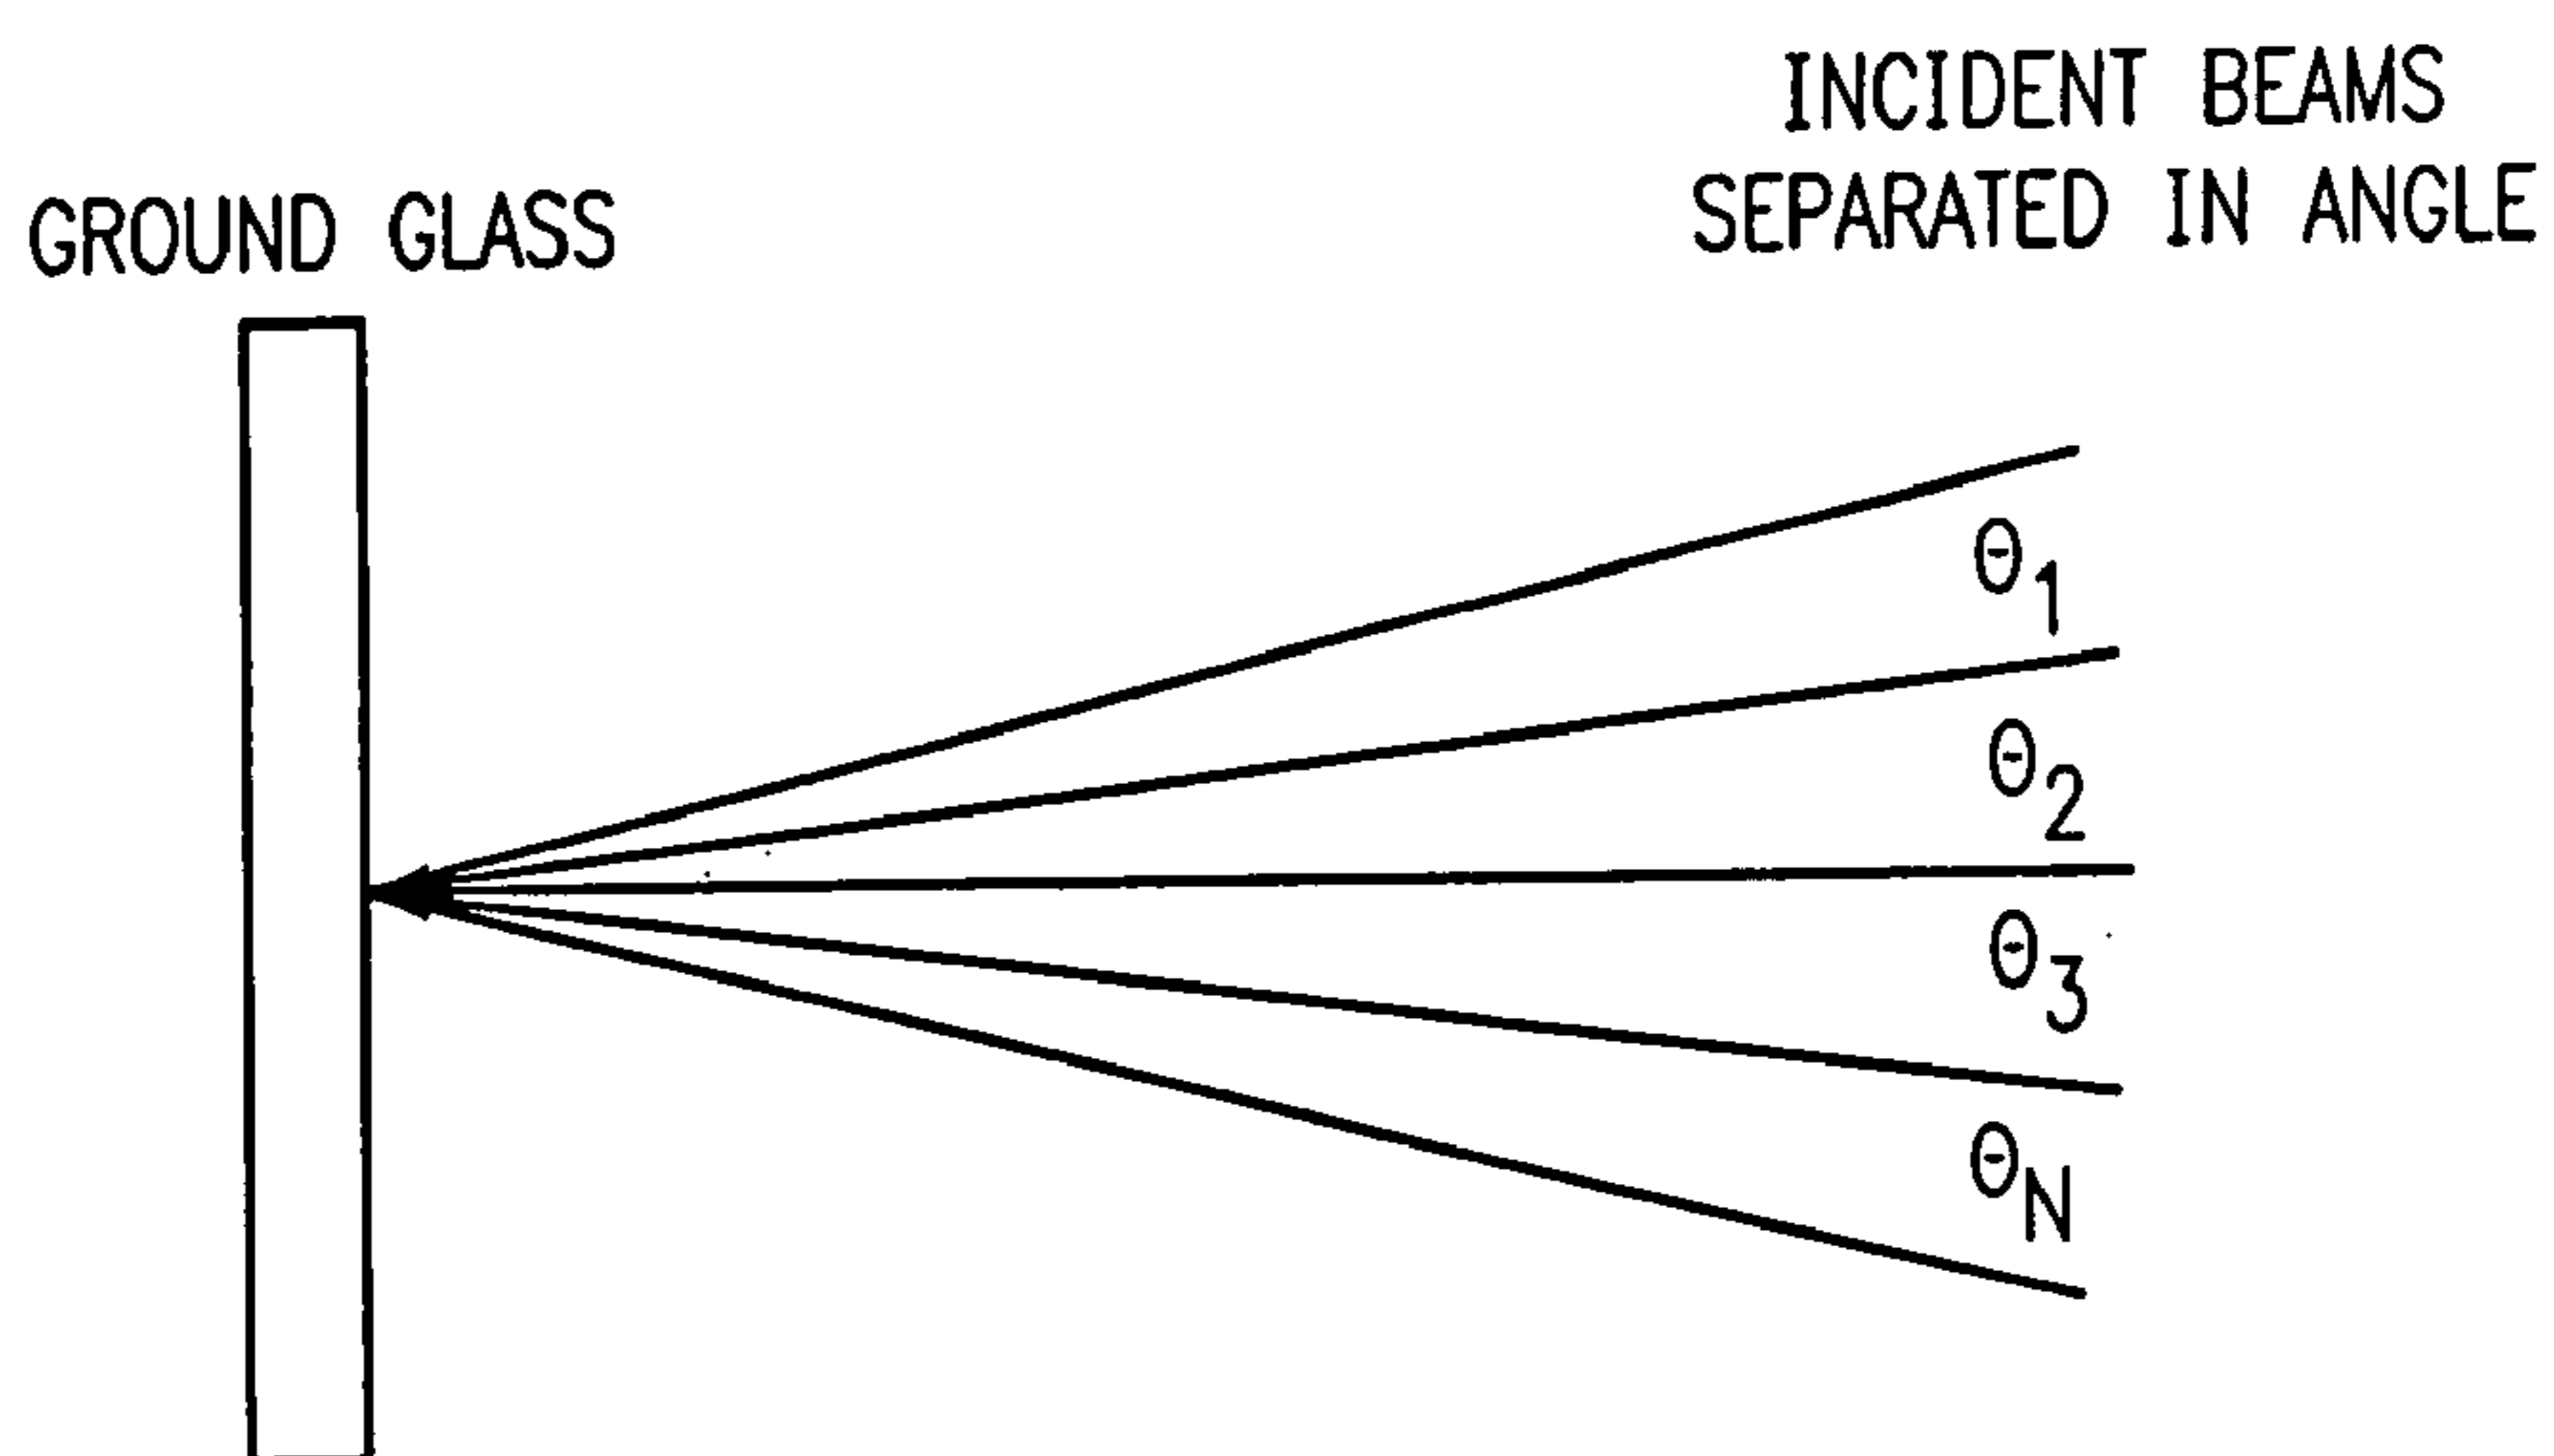 INCIDENT BEAMS
SEPARATED IN ANGLE
GROUND GLASS
Θ1
Θ2
Θ3
ΘN